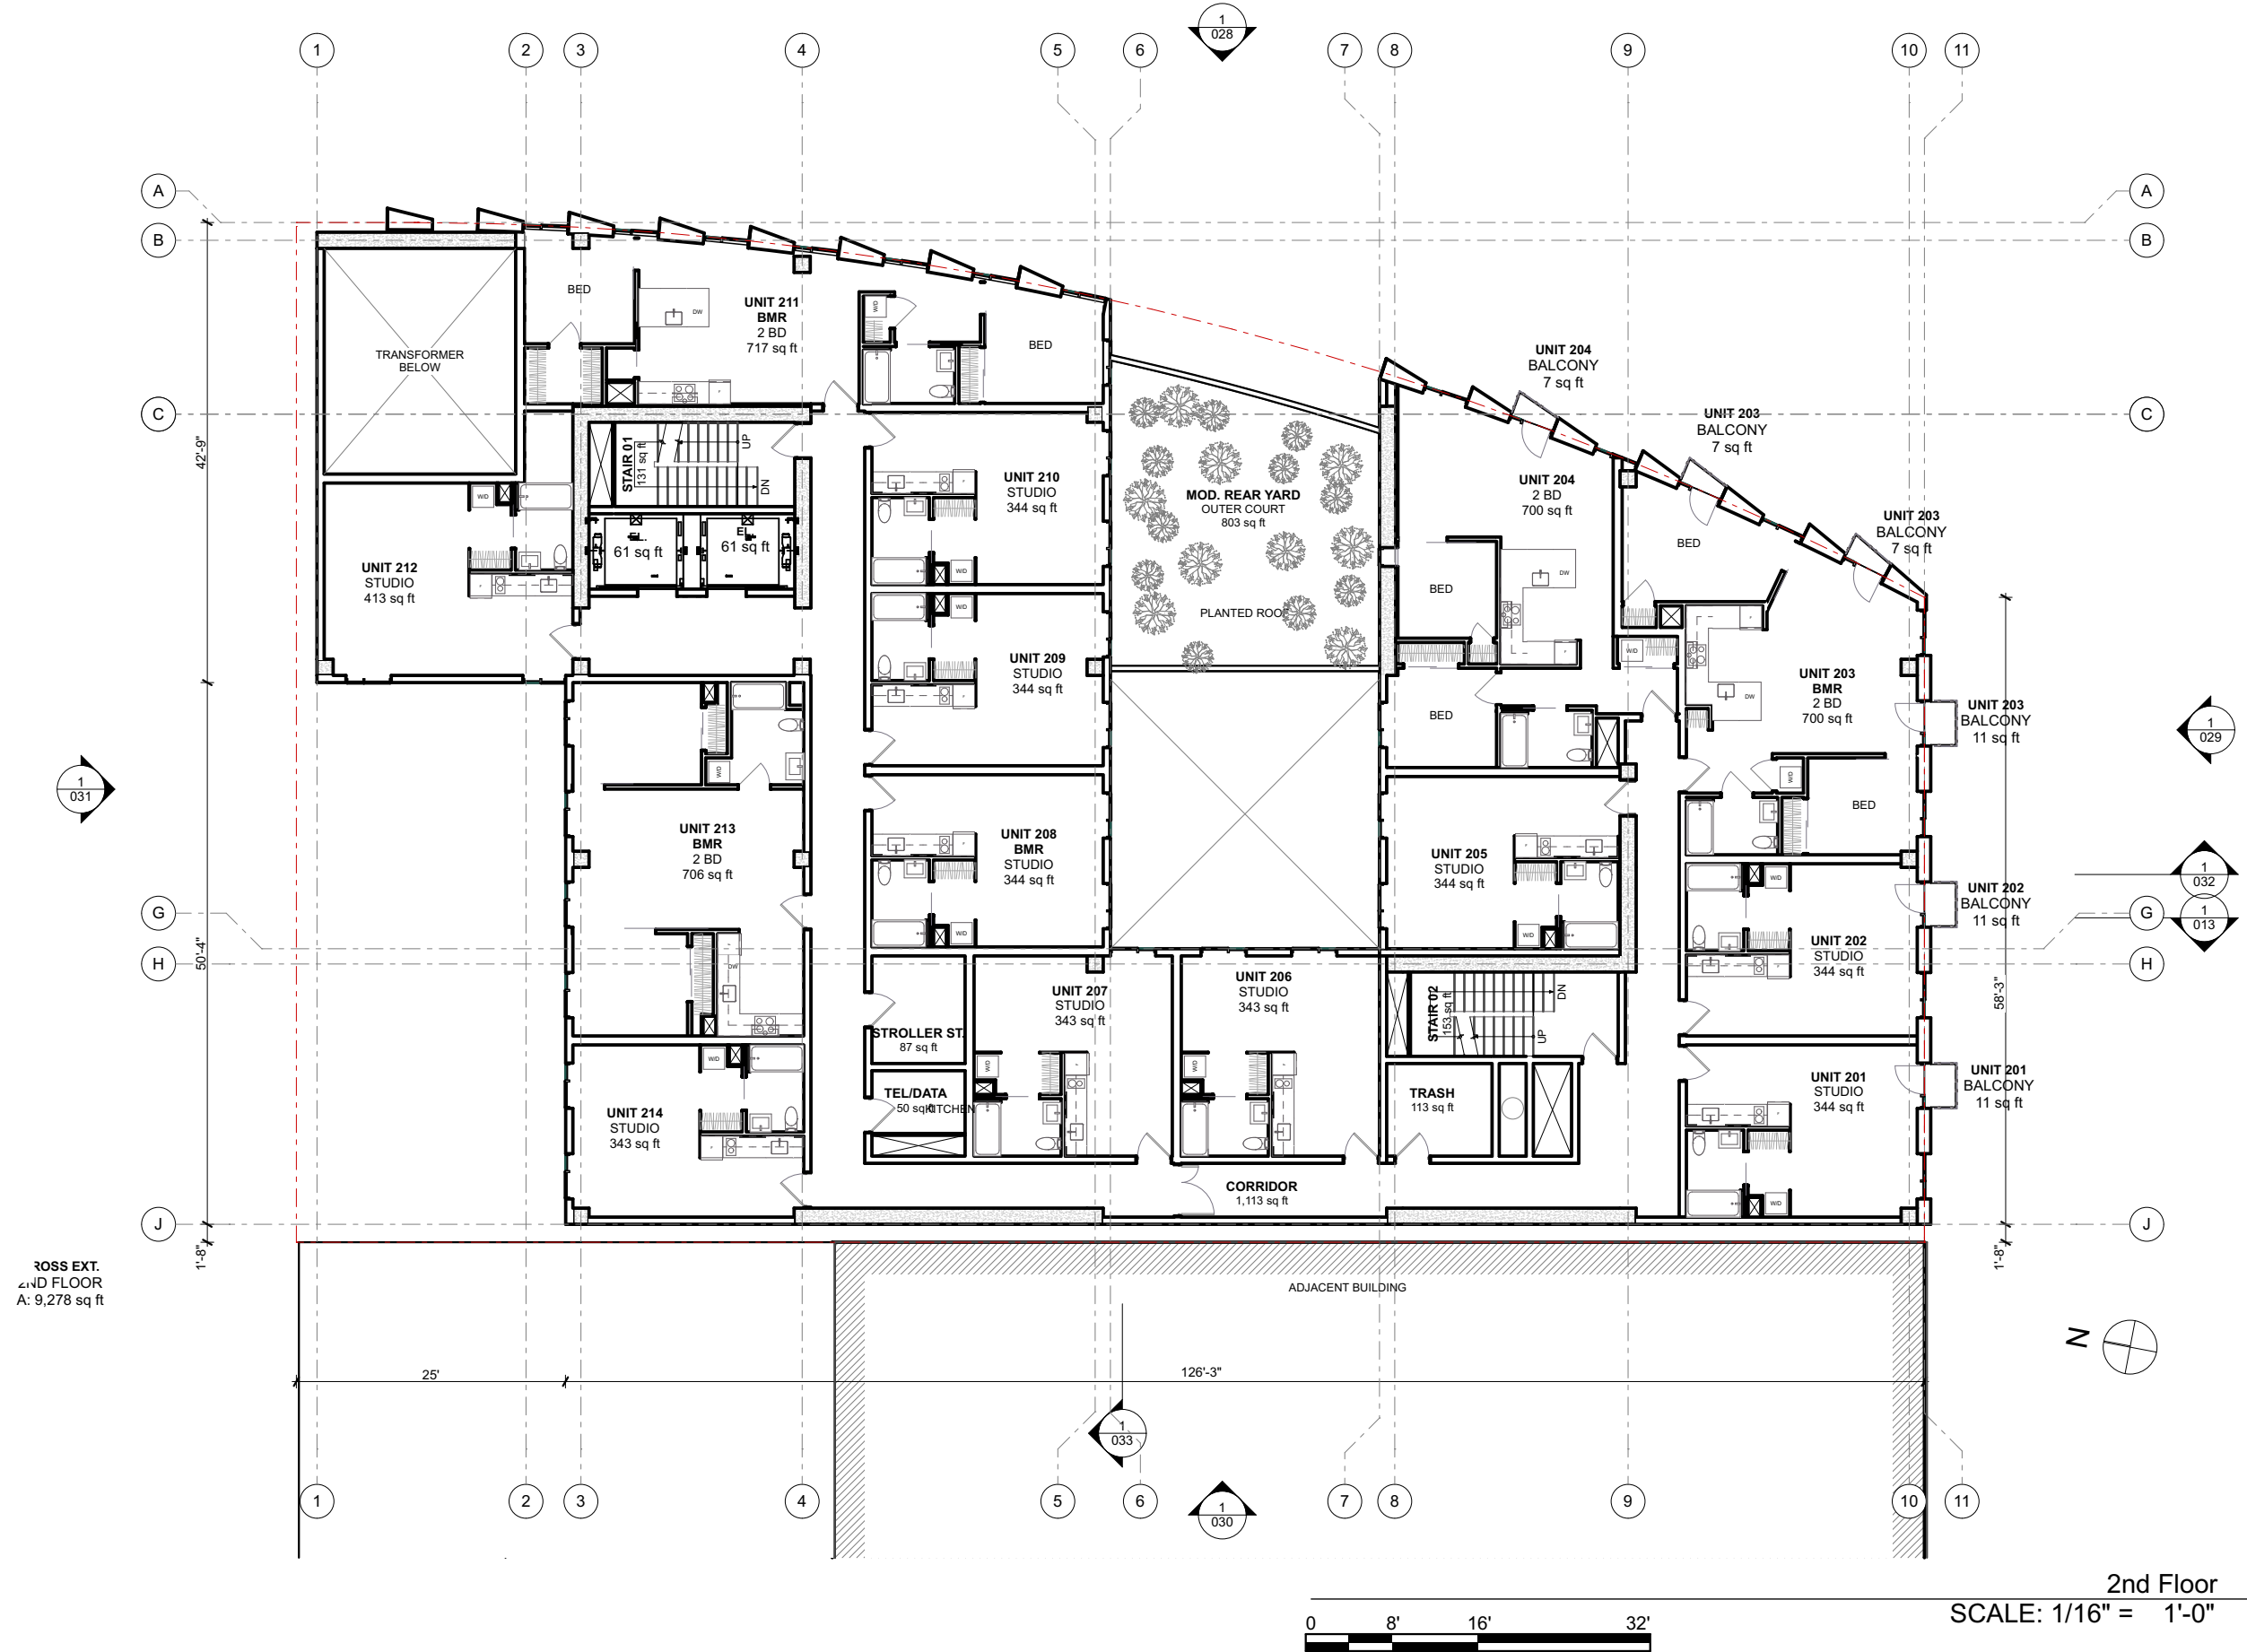 1
028
1
2
3
4
5
6
7
8
9
10
11
A
A
B
B
C
C
G
G
H
H
J
J
42'-9"
50'-4"
1'-8"
58'-3"
1'-8"
1
031
1
029
1
032
1
013
TRANSFORMER
BELOW
BED
DW
UNIT 211
BMR
2 BD
717 sq ft
W/D
BED
STAIR 01
131 sq ft
UP
DN
61 sq ft
61 sq ft
W/D
UNIT 212
STUDIO
413 sq ft
UNIT 210
STUDIO
344 sq ft
W/D
W/D
UNIT 209
STUDIO
344 sq ft
UNIT 208
BMR
STUDIO
344 sq ft
W/D
MOD. REAR YARD
OUTER COURT
803 sq ft
PLANTED ROOF
UNIT 204
BALCONY
7 sq ft
UNIT 203
BALCONY
7 sq ft
UNIT 203
BALCONY
7 sq ft
UNIT 204
2 BD
700 sq ft
BED
BED
BED
DW
W/D
UNIT 203
BMR
2 BD
700 sq ft
DW
W/D
BED
UNIT 203
BALCONY
11 sq ft
W/D
UNIT 213
BMR
2 BD
706 sq ft
DW
UNIT 205
STUDIO
344 sq ft
W/D
W/D
UNIT 202
STUDIO
344 sq ft
UNIT 202
BALCONY
11 sq ft
UNIT 207
STUDIO
343 sq ft
W/D
UNIT 206
STUDIO
343 sq ft
W/D
STAIR 02
153 sq ft
DN
UP
STROLLER ST.
87 sq ft
TEL/DATA
50 sq ft
KITCHEN
TRASH
113 sq ft
W/D
UNIT 214
STUDIO
343 sq ft
UNIT 201
STUDIO
344 sq ft
W/D
UNIT 201
BALCONY
11 sq ft
CORRIDOR
1,113 sq ft
ROSS EXT.
2ND FLOOR
A: 9,278 sq ft
ADJACENT BUILDING
N
25'
126'-3"
1
033
1
030
1
2
3
4
5
6
7
8
9
10
11
2nd Floor
SCALE: 1/16" = 1'-0"
0
8'
16'
32'